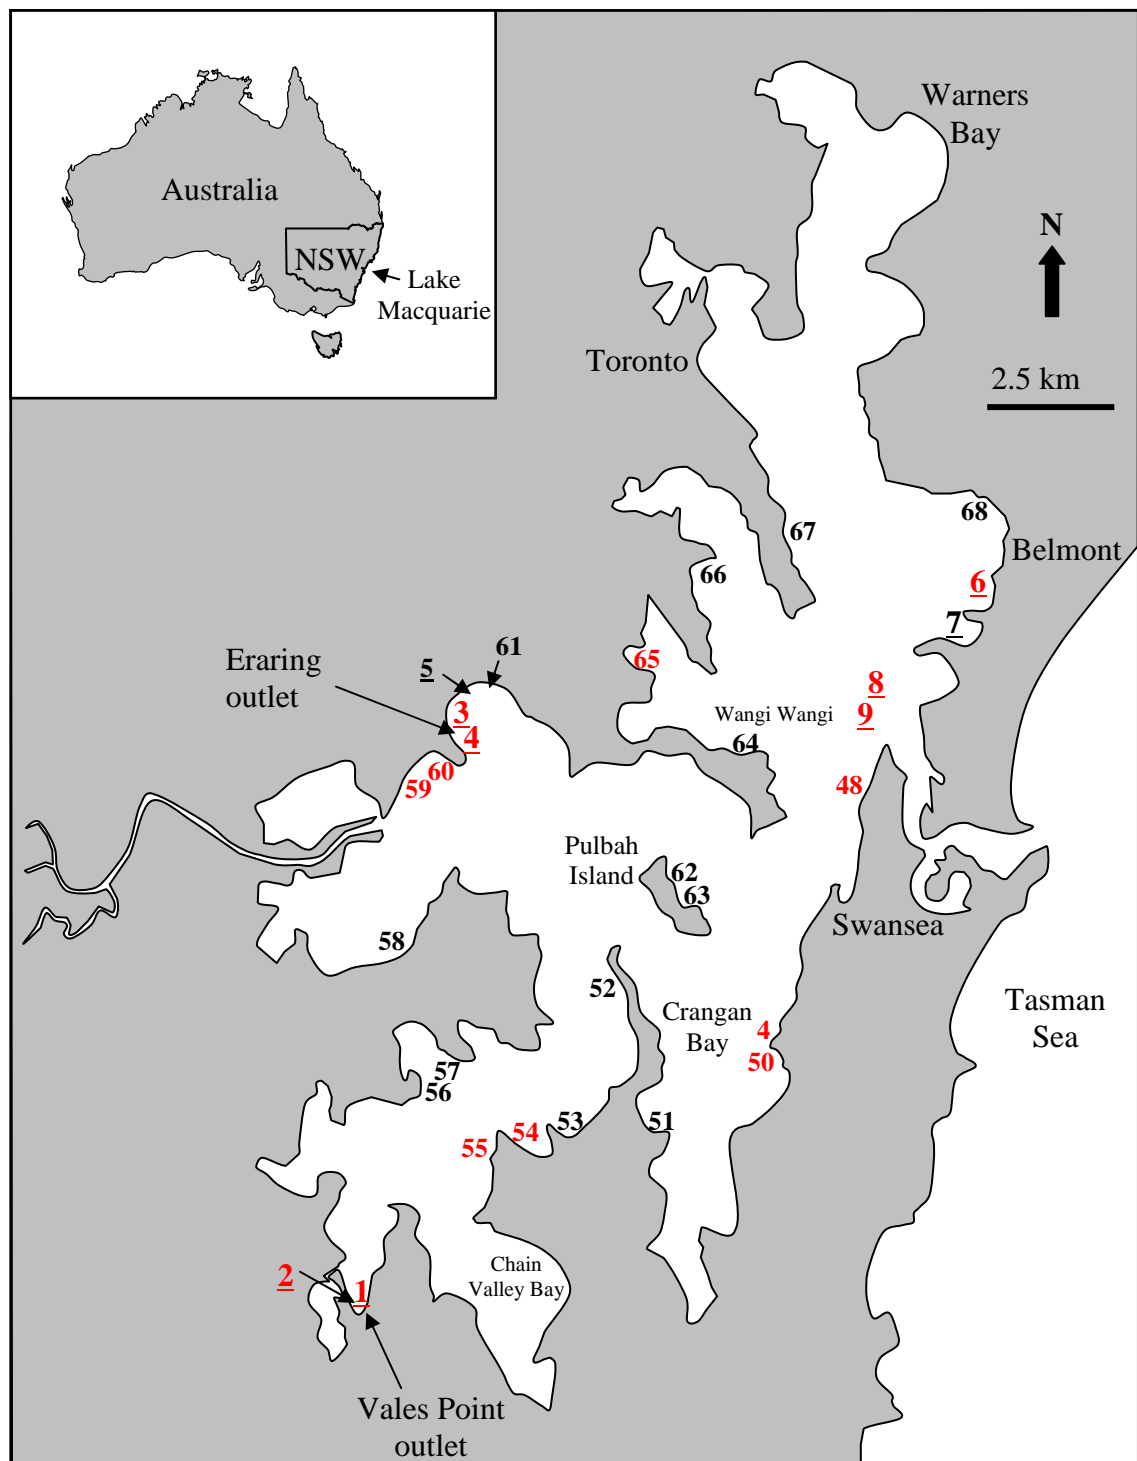 Warners
Bay
Australia
N
NSW
Lake
Macquarie
Toronto
2.5 km
68
67
Belmont
66
6
7
61
5
Eraring
outlet
65
8
3
Wangi Wangi
9
4
64
60
59
48
Pulbah
Island
62
63
Swansea
58
52
Tasman
Sea
Crangan
Bay
4
50
57
56
53
51
54
55
Chain
Valley Bay
2
1
Vales Point
outlet